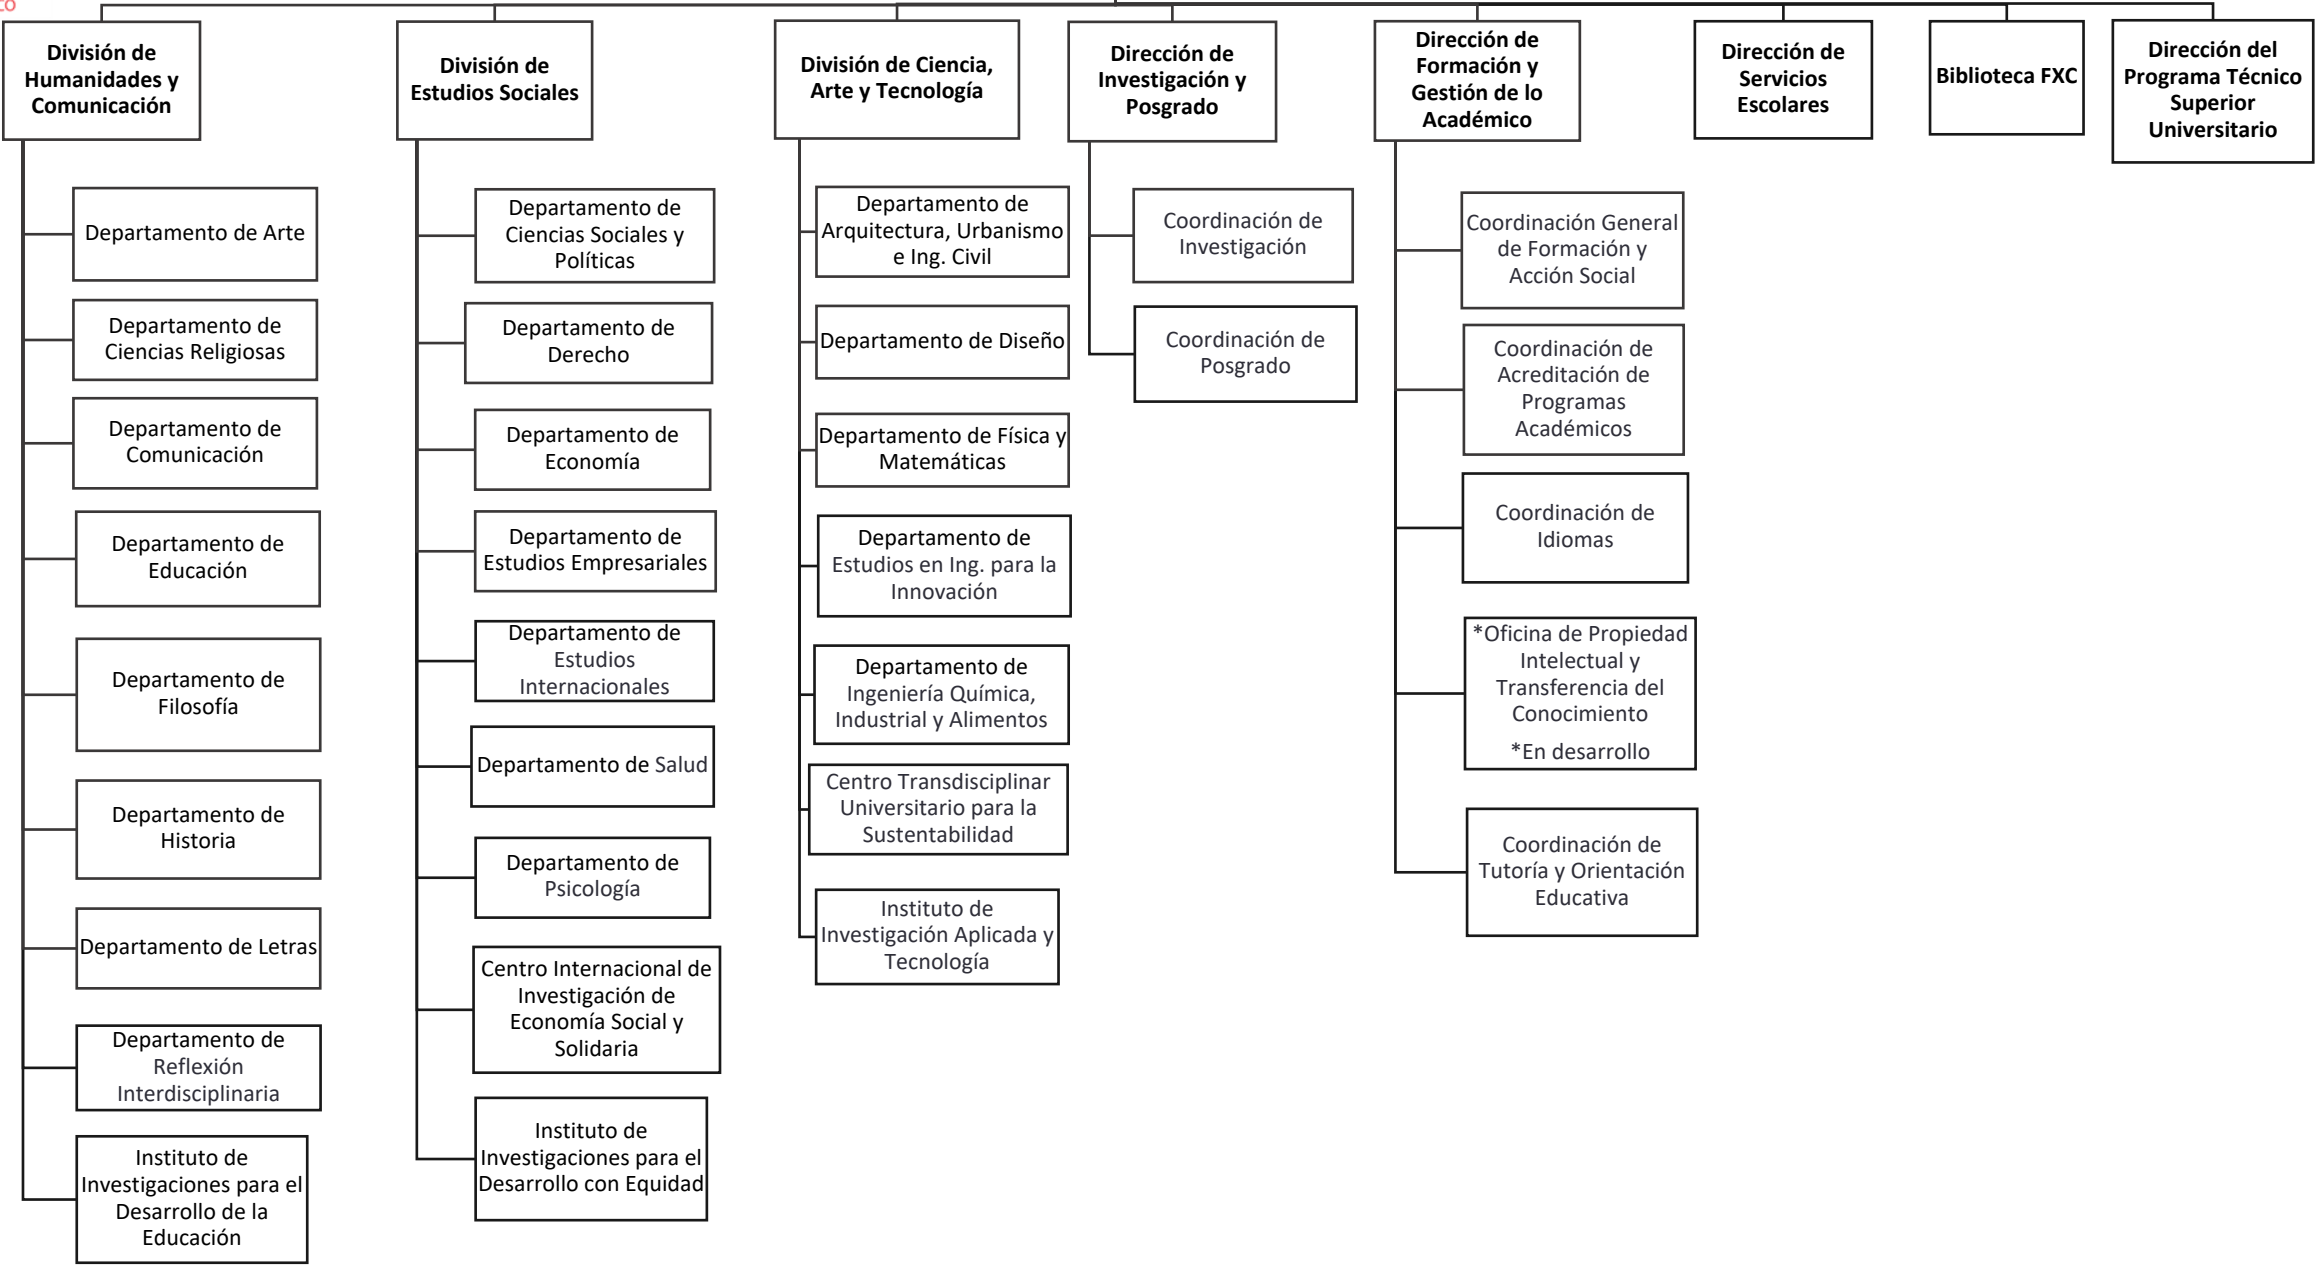 División de
Humanidades y
Comunicación
Departamento de Arte
Departamento de
Ciencias Religiosas
Departamento de
Comunicación
Departamento de
Educación
Departamento de
Filosofía
Departamento de
Historia
Departamento de Letras
Departamento de
Reflexión
Interdisciplinaria
Instituto de
Investigaciones para el
Desarrollo de la
Educación
División de
Estudios Sociales
Departamento de
Ciencias Sociales y
Políticas
Departamento de
Derecho
Departamento de
Economía
Departamento de
Estudios Empresariales
Departamento de
Estudios
Internacionales
Departamento de Salud
Departamento de
Psicología
Centro Internacional de
Investigación de
Economía Social y
Solidaria
Instituto de
Investigaciones para el
Desarrollo con Equidad
División de Ciencia,
Arte y Tecnología
Departamento de
Arquitectura, Urbanismo
e Ing. Civil
Departamento de Diseño
Departamento de Física y
Matemáticas
Departamento de
Estudios en Ing. para la
Innovación
Departamento de
Ingeniería Química,
Industrial y Alimentos
Centro Transdisciplinar
Universitario para la
Sustentabilidad
Instituto de
Investigación Aplicada y
Tecnología
Dirección de
Investigación y
Posgrado
Coordinación de
Investigación
Coordinación de
Posgrado
Dirección de
Formación y
Gestión de lo
Académico
Coordinación General
de Formación y
Acción Social
Coordinación de
Acreditación de
Programas
Académicos
Coordinación de
Idiomas
*Oficina de Propiedad
Intelectual y
Transferencia del
Conocimiento
*En desarrollo
Coordinación de
Tutoría y Orientación
Educativa
Dirección de
Servicios
Escolares
Biblioteca FXC
Dirección del
Programa Técnico
Superior
Universitario